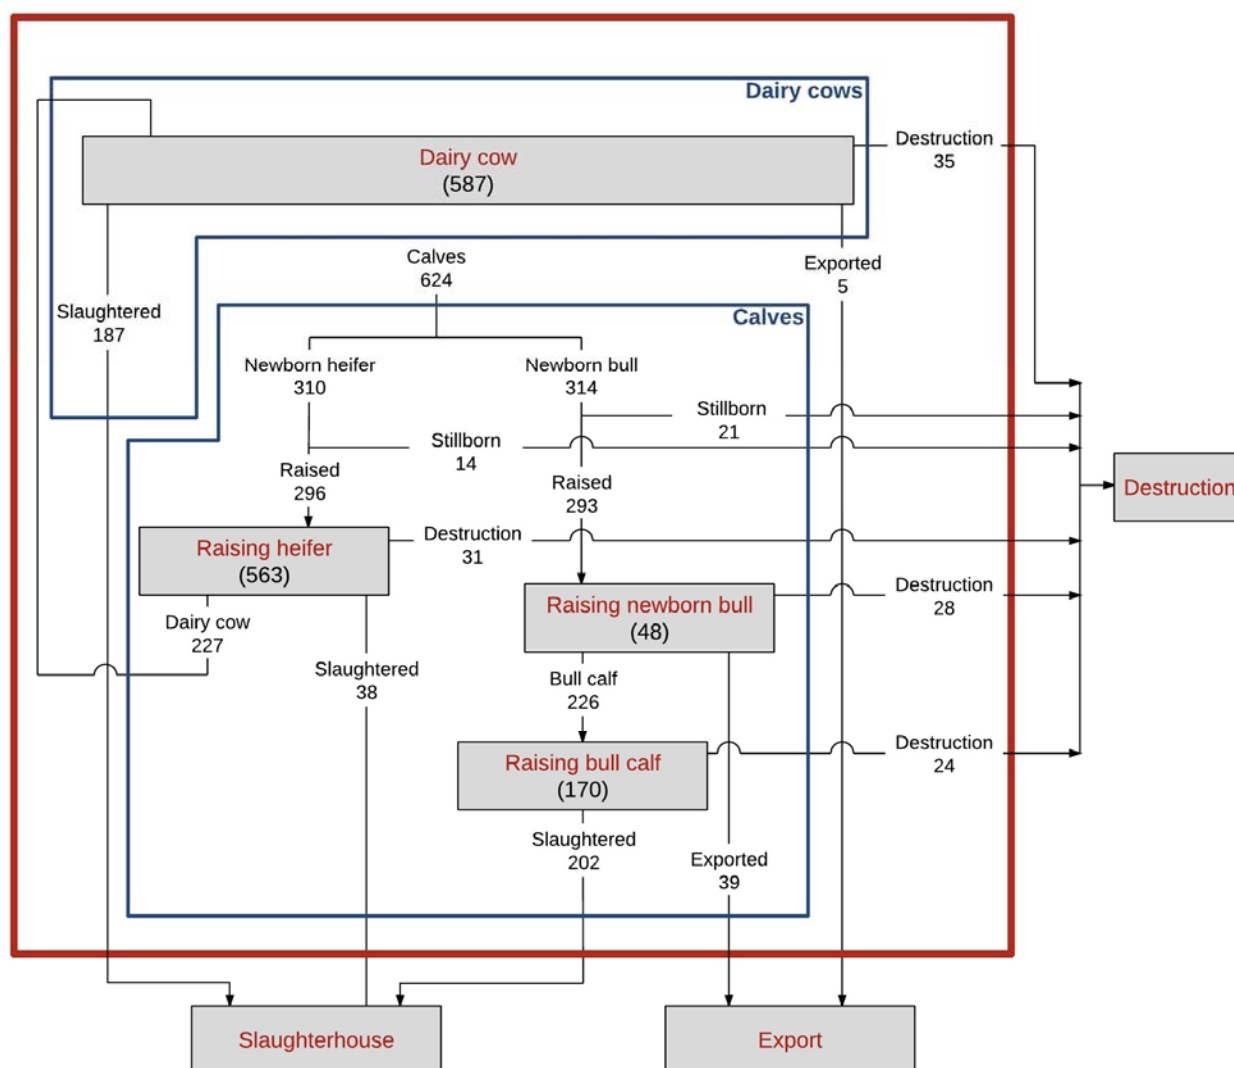 Dairy cows
Dairy cow
(587)
Destruction
35
Calves
624
Exported
5
Slaughtered
187
Calves
Newborn heifer
310
Newborn bull
314
Stillborn
21
Stillborn
14
Raised
296
Raised
293
Destruction
Raising heifer
(563)
Destruction
31
Raising newborn bull
(48)
Destruction
28
Dairy cow
227
Slaughtered
38
Bull calf
226
Raising bull calf
(170)
Destruction
24
Slaughtered
202
Exported
39
Slaughterhouse
Export